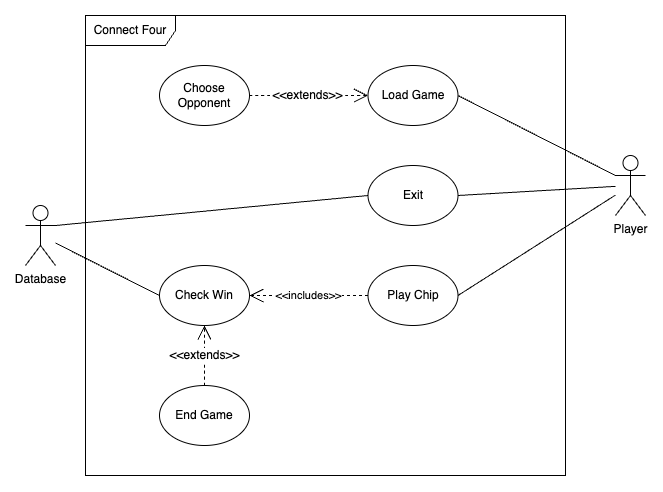 Connect Four
Choose
Opponent
<<extends>>
Load Game
Exit
Player
Database
Check Win
<<includes>>
Play Chip
<<extends>>
End Game